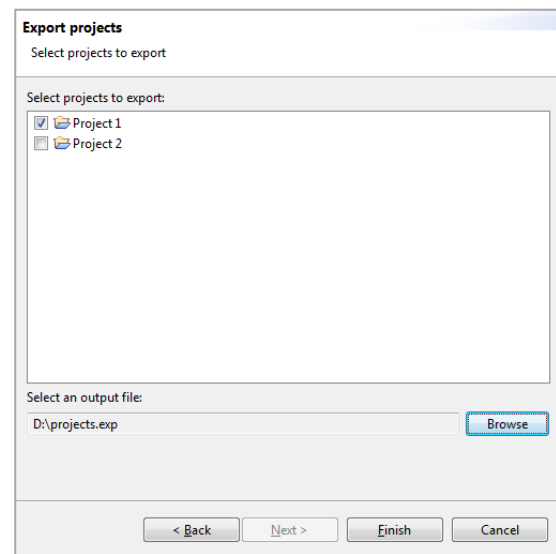 Export projects
Select projects to export
Select projects to export:
Project 1
Project 2
Select an output file:
D:\projects.exp
Browse
< Back
Next >
Finish
Cancel